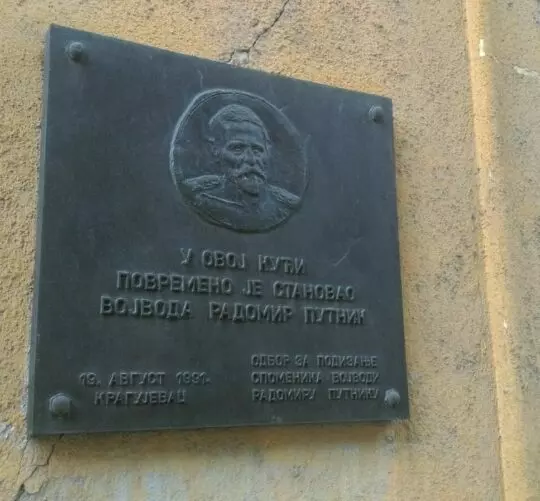 У ОВОЈ КУЋИ
ПОВРЕМЕНО ЈЕ СТАНОВАО
ВОЈВОДА РАДОМИР ПУТНИК
19. АВГУСТ 1991.
КРАГУЈЕВАЦ
ОДБОР ЗА ПОДИЗАЊЕ
СПОМЕНИКА ВОЈВОДИ
РАДОМИРУ ПУТНИКУ